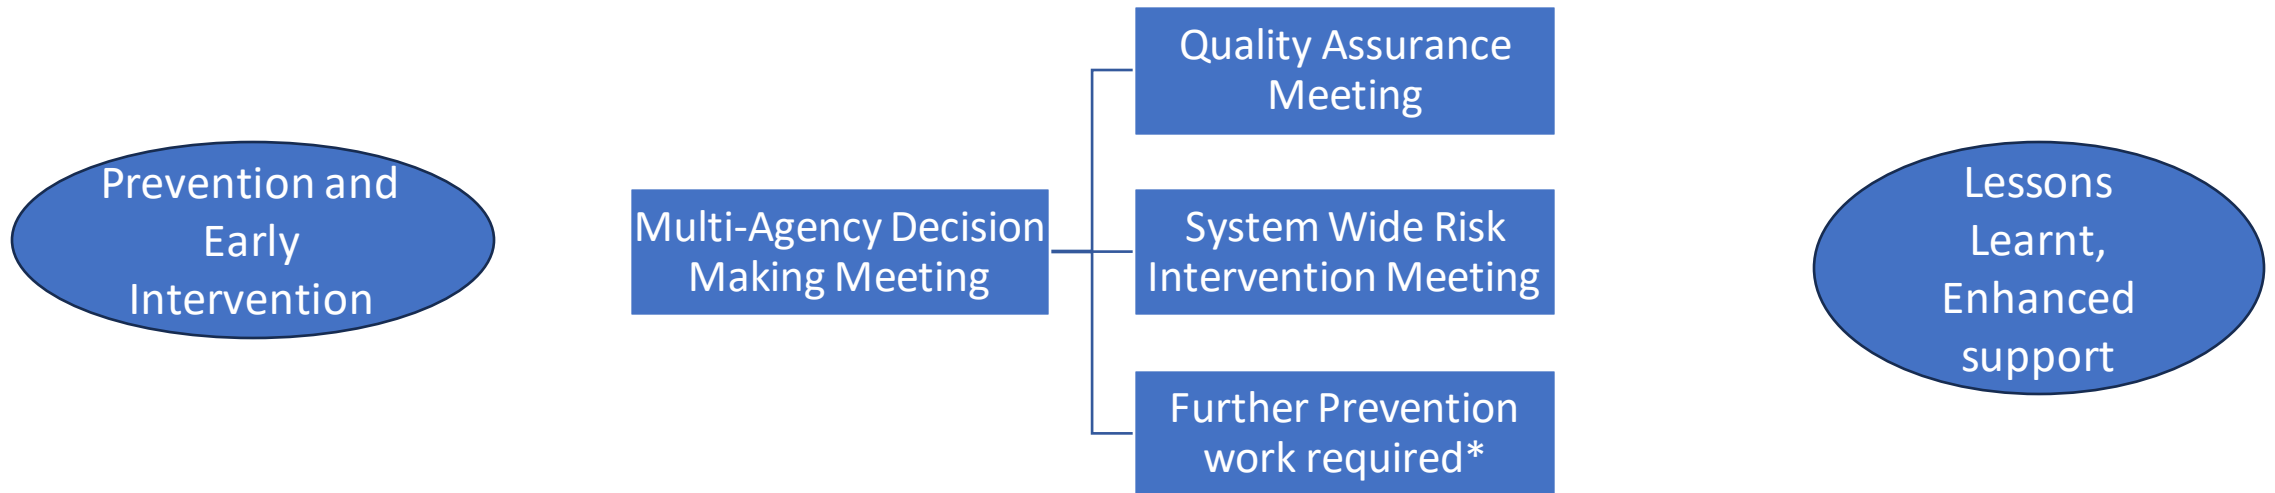 Prevention and
Early
Intervention
Multi-Agency Decision
Making Meeting
Quality Assurance
Meeting
System Wide Risk
Intervention Meeting
Further Prevention
work required*
Lessons
Learnt,
Enhanced
support